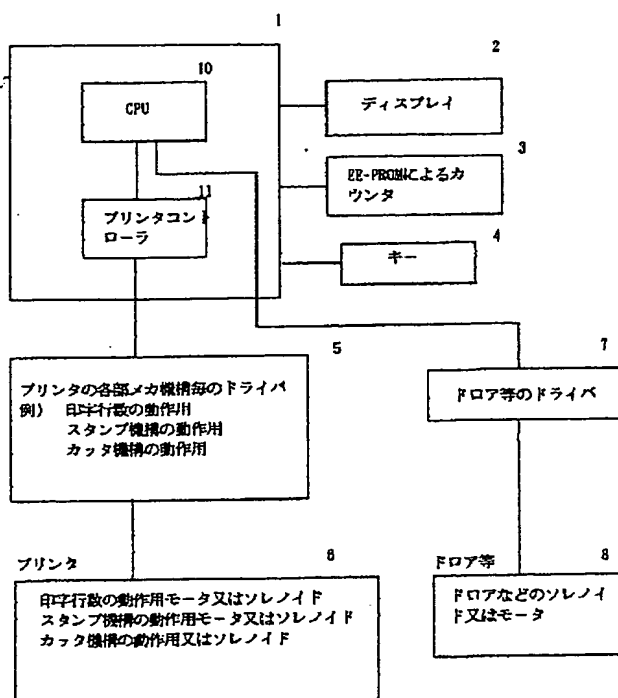 1
10
CPU
2
ディスプレイ
3
EE-PROMによるカ
ウンタ
11
プリンタコント
ローラ
4
キー
5
プリンタの各部メカ機構毎のドライバ
例) 印字行数の動作用
スタンプ機構の動作用
カッタ機構の動作用
7
ドロア等のドライバ
プリンタ
6
印字行数の動作用モータ又はソレノイド
スタンプ機構の動作用モータ又はソレノイド
カッタ機構の動作用又はソレノイド
ドロア等
8
ドロアなどのソレノイ
ド又はモータ